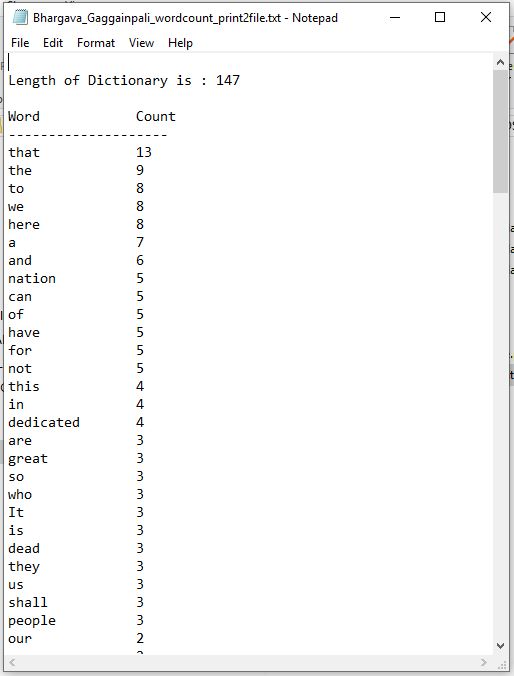 Bhargava_Gaggainpali_wordcount_print2file.txt - Notepad
File Edit Format View Help
Length of Dictionary is : 147
Word Count
--------------------
that 13
the 9
to 8
we 8
here 8
a 7
and 6
nation 5
can 5
of 5
have 5
for 5
not 5
this 4
in 4
dedicated 4
are 3
great 3
so 3
who 3
It 3
is 3
dead 3
they 3
us 3
shall 3
people 3
our 2